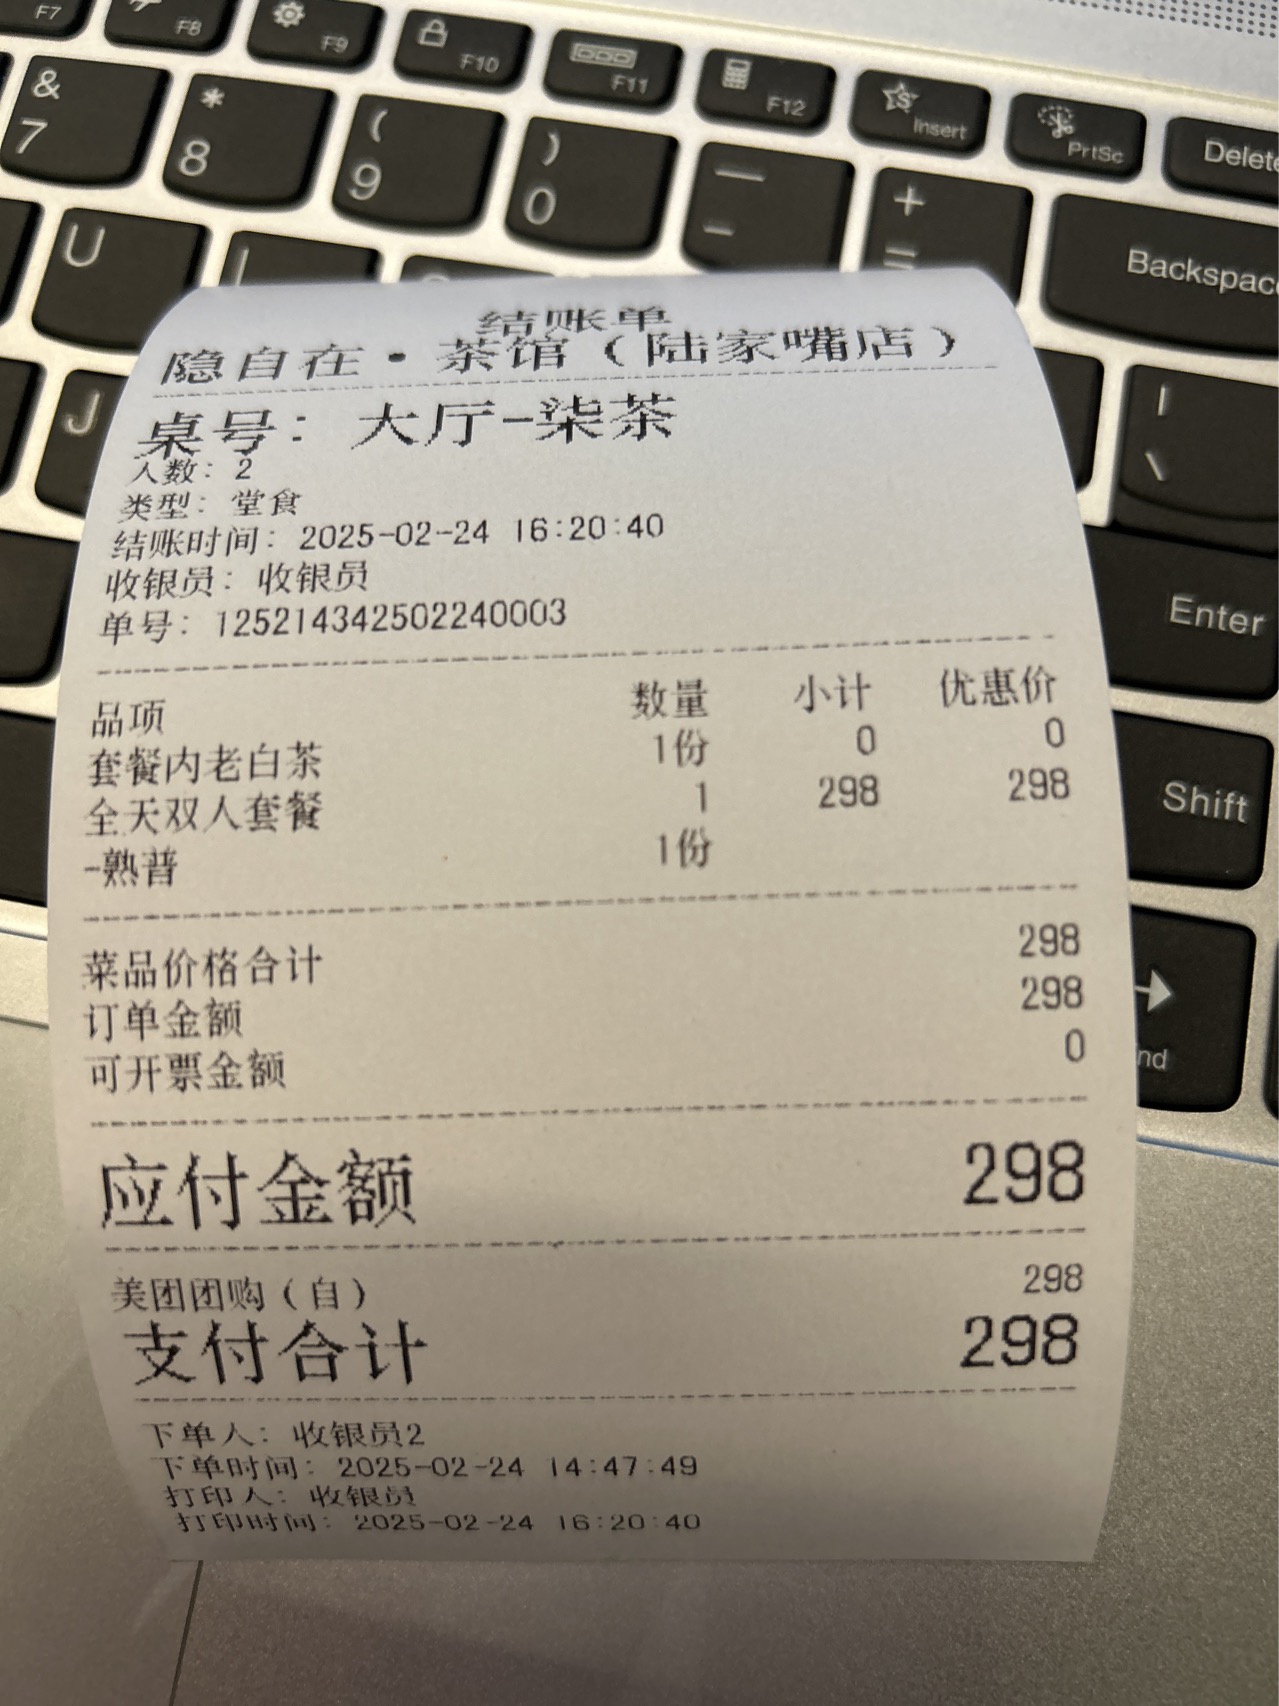 F7 F8 F9 F10 F11 F12 Insert PrtSc Delete
& 7 * 8 ( 9 ) 0 — - + =
U Backspace
J | \
Enter
Shift
结账单
隐自在·茶馆（陆家嘴店）
桌号：大厅-柒茶
人数：2
类型：堂食
结账时间：2025-02-24 16:20:40
收银员：收银员
单号：125214342502240003
品项 数量 小计 优惠价
套餐内老白茶 1份 0 0
全天双人套餐 1 298 298
-熟普 1份
菜品价格合计 298
订单金额 298
可开票金额 0
应付金额 298
美团团购（自） 298
支付合计 298
下单人：收银员2
下单时间：2025-02-24 14:47:49
打印人：收银员
打印时间：2025-02-24 16:20:40